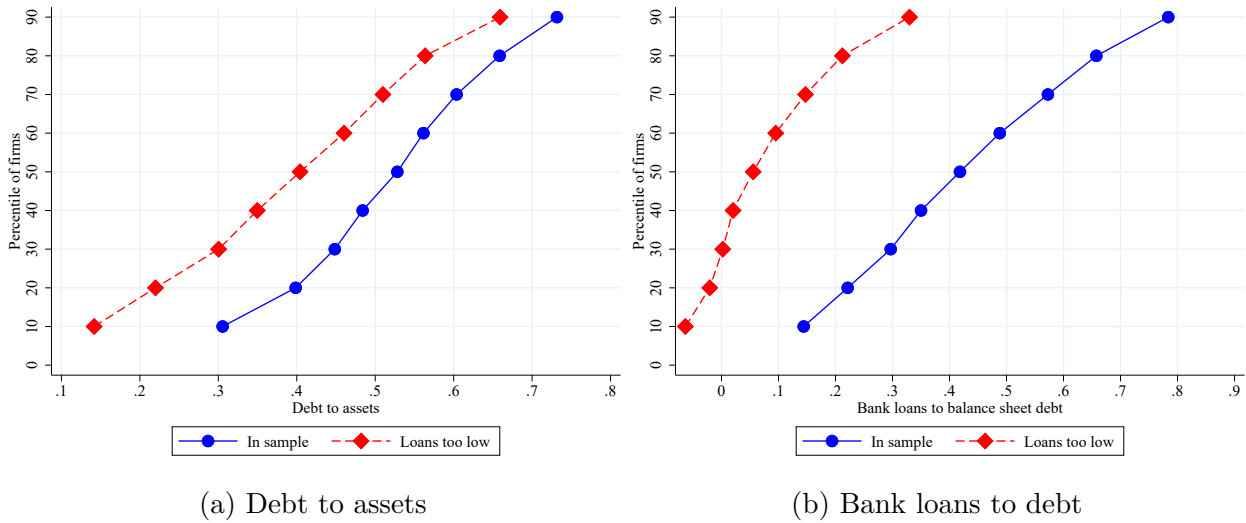 90
80
70
60
50
40
30
20
10
0
Percentile of firms
.1 .2 .3 .4 .5 .6 .7 .8
Debt to assets
In sample Loans too low
(a) Debt to assets
90
80
70
60
50
40
30
20
10
0
Percentile of firms
0 .1 .2 .3 .4 .5 .6 .7 .8 .9
Bank loans to balance sheet debt
In sample Loans too low
(b) Bank loans to debt